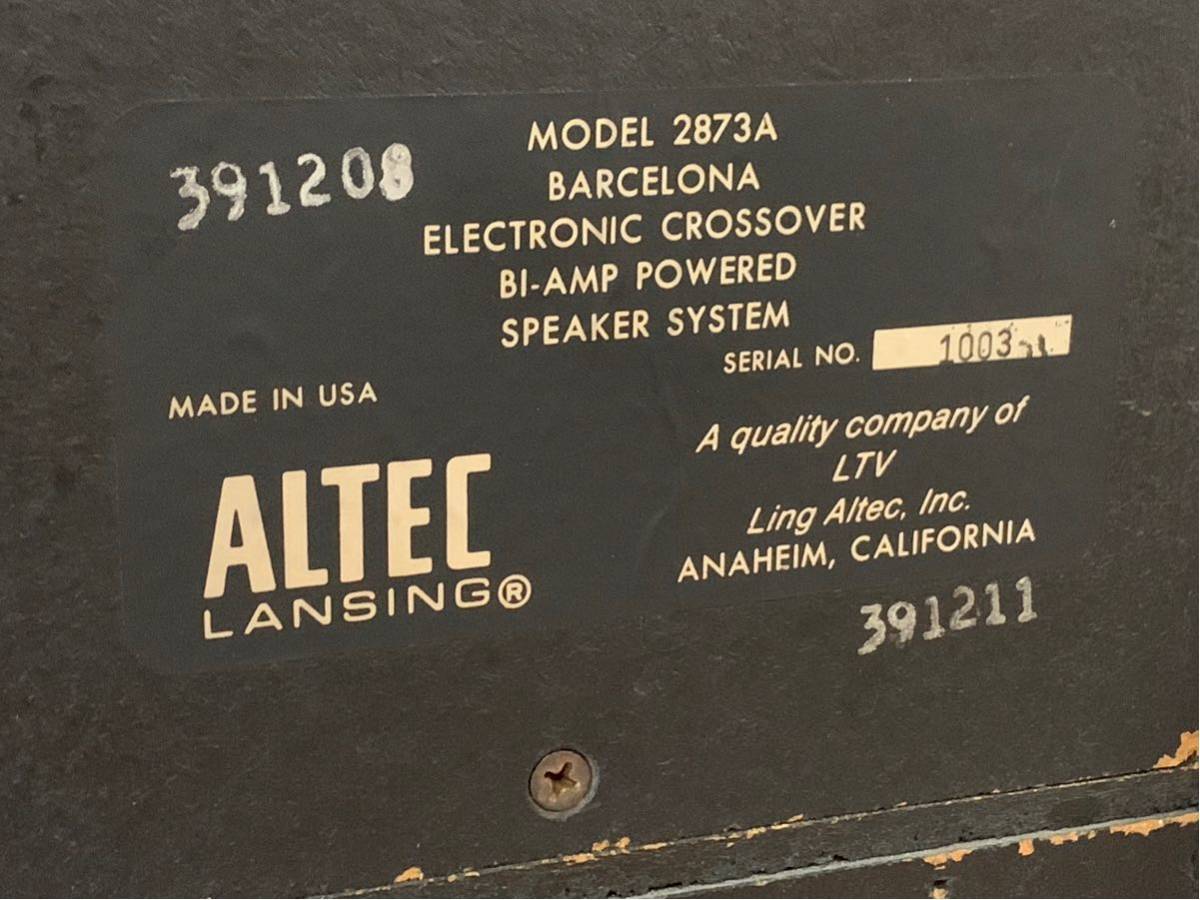 391208
MODEL 2873A
BARCELONA
ELECTRONIC CROSSOVER
BI-AMP POWERED
SPEAKER SYSTEM
SERIAL NO. 1003
MADE IN USA
A quality company of
LTV
Ling Altec, Inc.
ANAHEIM, CALIFORNIA
ALTEC
LANSING®
391211